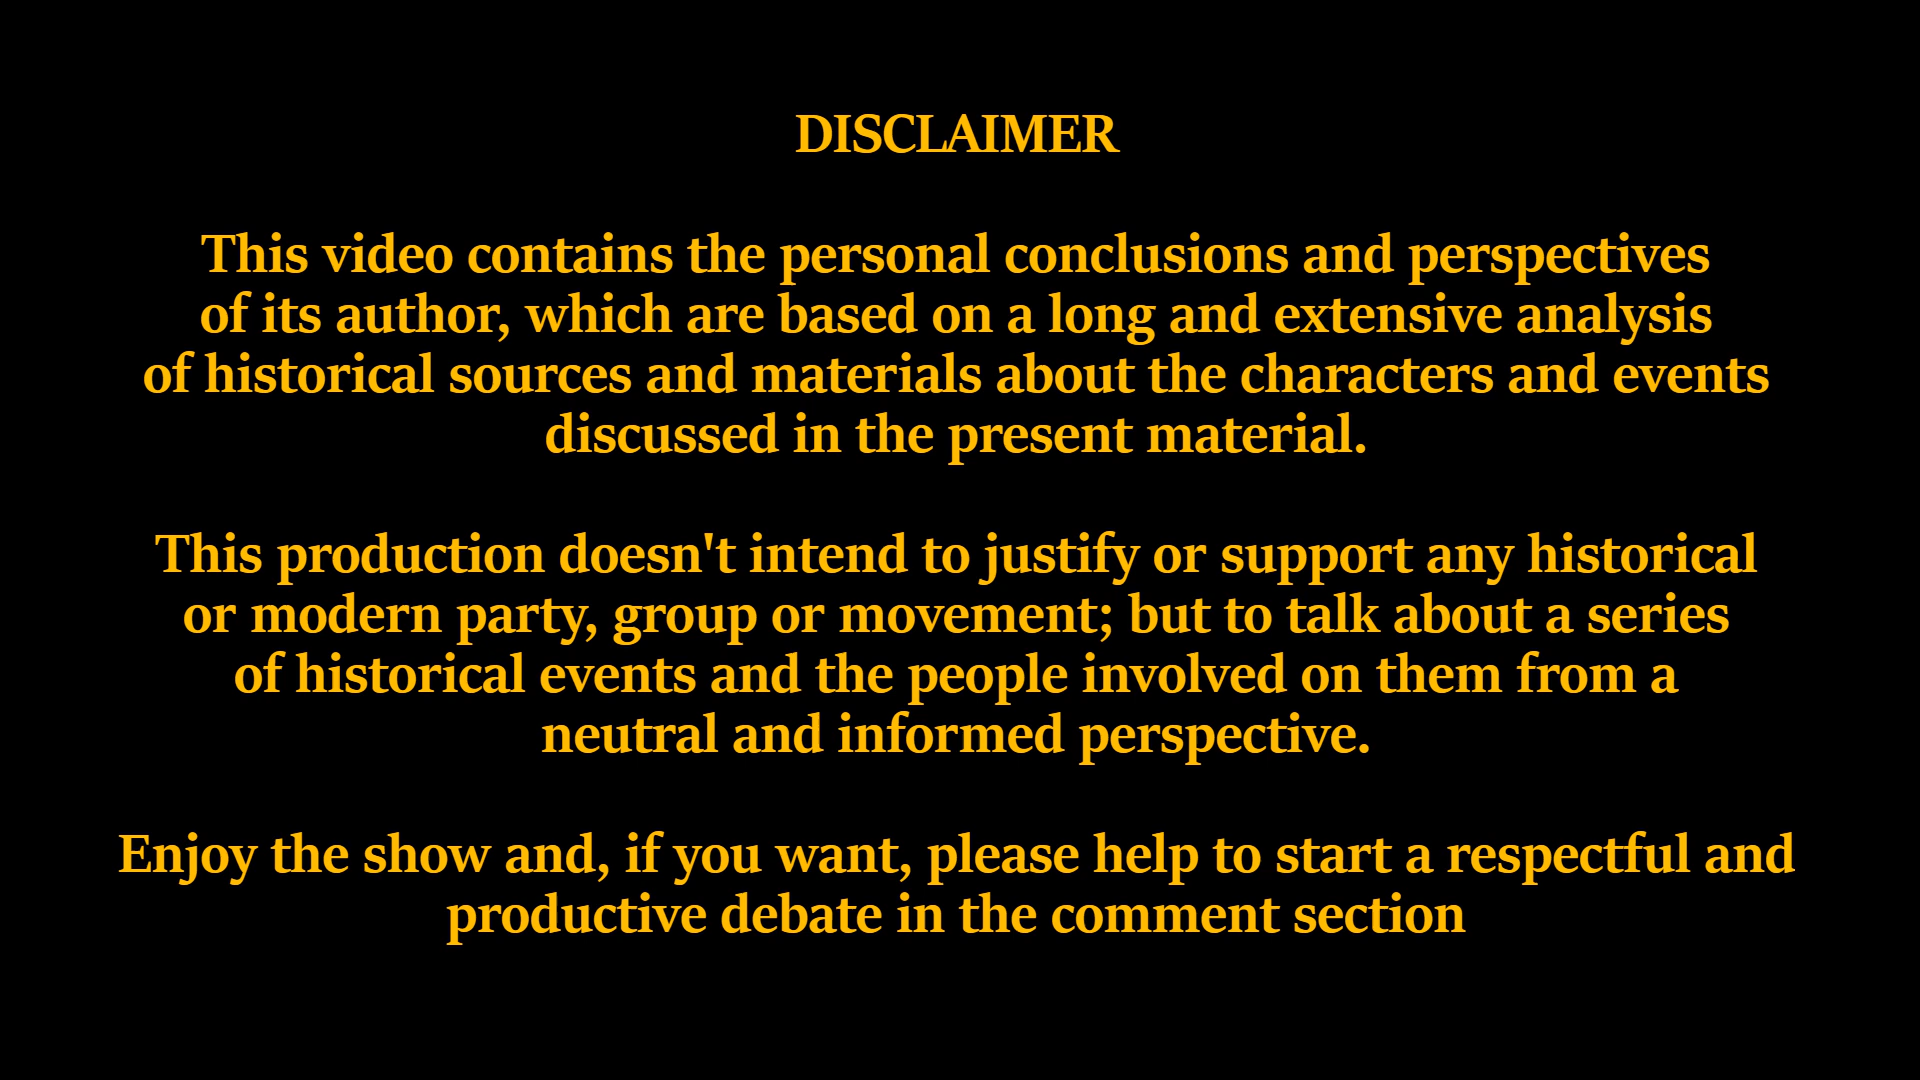 DISCLAIMER
This video contains the personal conclusions and perspectives
of its author, which are based on a long and extensive analysis
of historical sources and materials about the characters and events
discussed in the present material.
This production doesn't intend to justify or support any historical
or modern party, group or movement; but to talk about a series
of historical events and the people involved on them from a
neutral and informed perspective.
Enjoy the show and, if you want, please help to start a respectful and
productive debate in the comment section